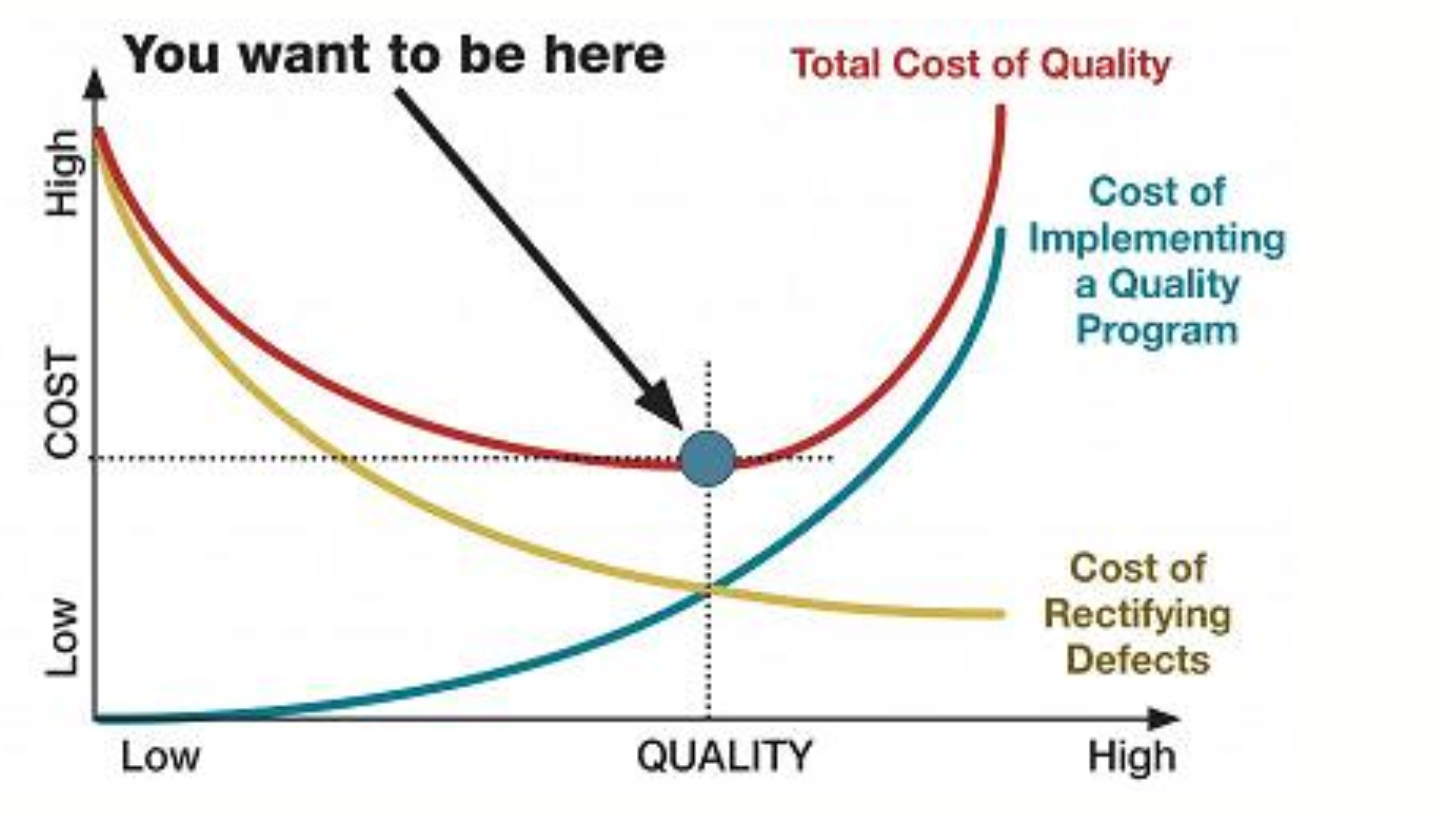 You want to be here
Total Cost of Quality
High
Cost of
Implementing
a Quality
Program
COST
Cost of
Rectifying
Defects
Low
Low
QUALITY
High